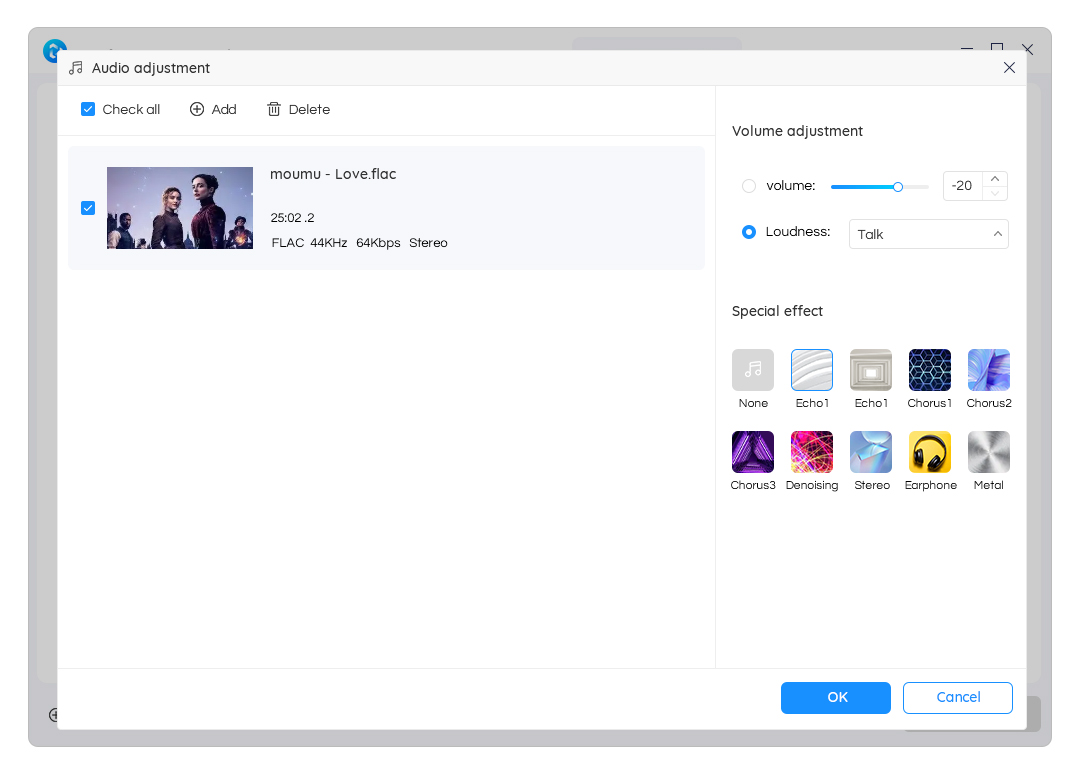 Audio adjustment
Check all Add Delete
moumu - Love.flac
25:02 .2
FLAC 44KHz 64Kbps Stereo
Volume adjustment
volume: -20
Loudness: Talk
Special effect
None Echo1 Echo1 Chorus1 Chorus2
Chorus3 Denoising Stereo Earphone Metal
OK Cancel